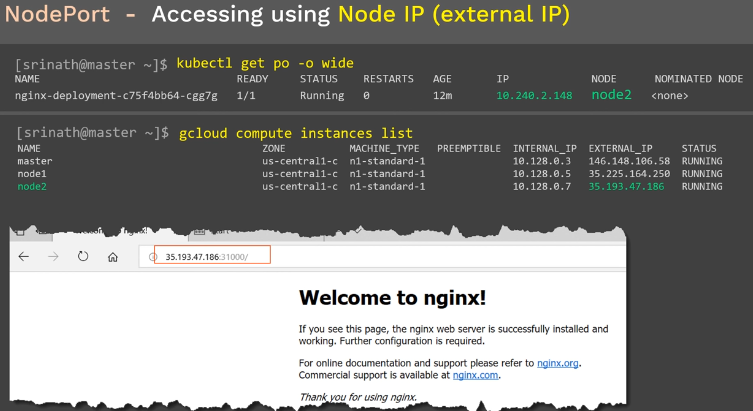 NodePort - Accessing using Node IP (external IP)
[srinath@master ~]$ kubectl get po -o wide
NAME READY STATUS RESTARTS AGE IP NODE NOMINATED NODE
nginx-deployment-c75f4bb64-cgg7g 1/1 Running 0 12m 10.240.2.148 node2 <none>
[srinath@master ~]$ gcloud compute instances list
NAME ZONE MACHINE_TYPE PREEMPTIBLE INTERNAL_IP EXTERNAL_IP STATUS
master us-central1-c n1-standard-1 10.128.0.3 146.148.106.58 RUNNING
node1 us-central1-c n1-standard-1 10.128.0.5 35.225.164.250 RUNNING
node2 us-central1-c n1-standard-1 10.128.0.7 35.193.47.186 RUNNING
35.193.47.186:31000/
Welcome to nginx!
If you see this page, the nginx web server is successfully installed and
working. Further configuration is required.
For online documentation and support please refer to nginx.org.
Commercial support is available at nginx.com.
Thank you for using nginx.